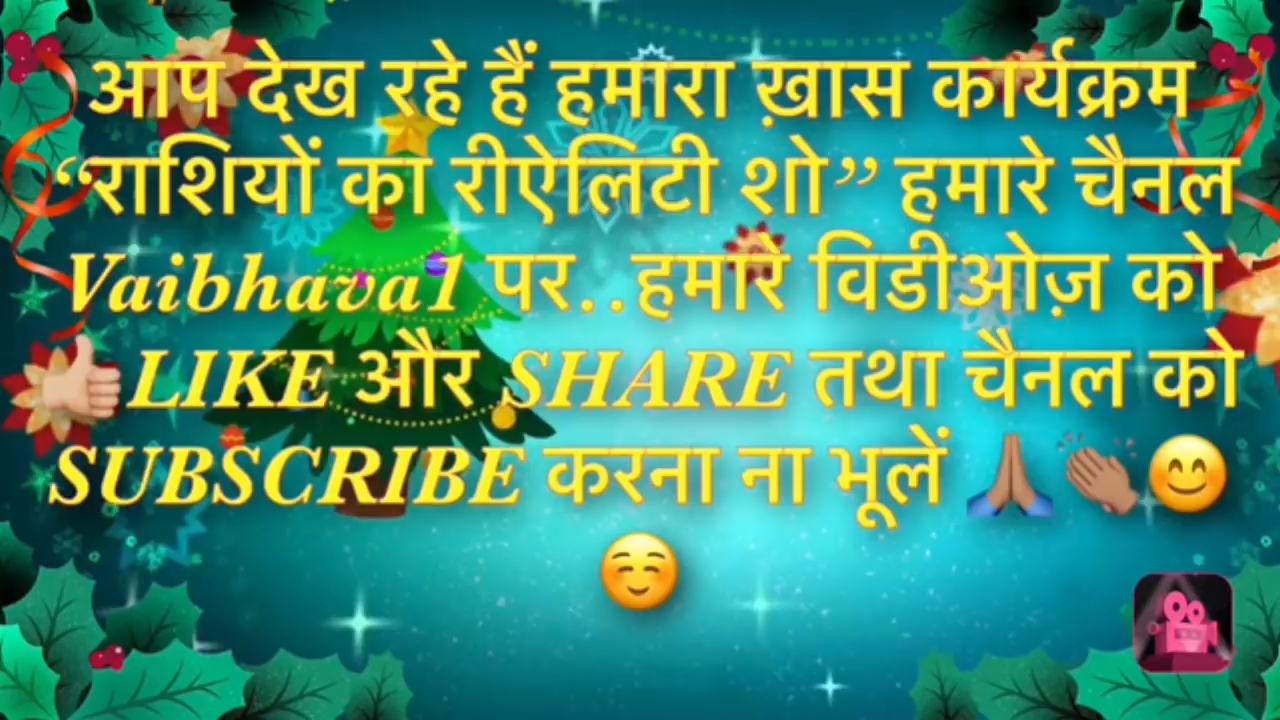 आप देख रहे हैं हमारा ख़ास कार्यक्रम
“राशियों का रीऐलिटी शो” हमारे चैनल
Vaibhava1 पर..हमारे विडीओज़ को
👍🏼LIKE और SHARE तथा चैनल को
SUBSCRIBE करना ना भूलें 🙏🏽👏🏽😊
☺️